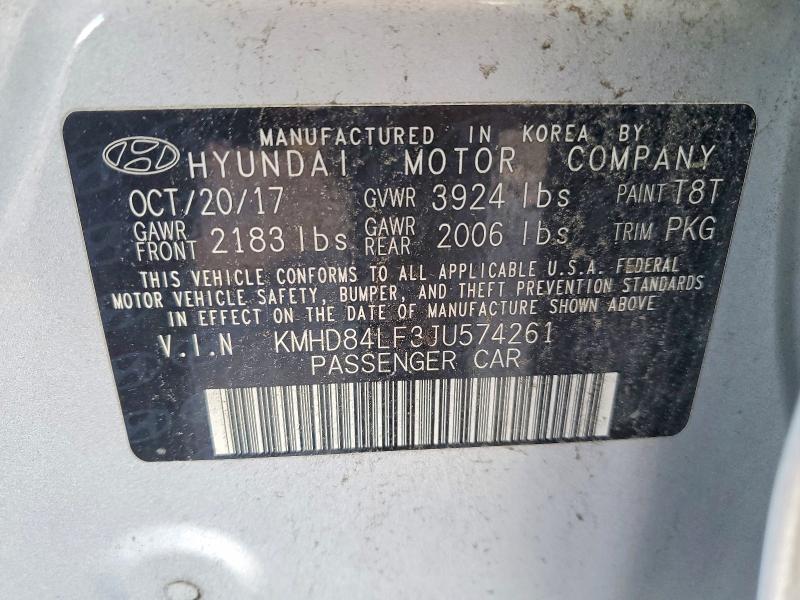 MANUFACTURED IN KOREA BY
HYUNDAI MOTOR COMPANY
OCT/20/17 GVWR 3924 lbs PAINT T8T
GAWR FRONT 2183 lbs GAWR REAR 2006 lbs TRIM PKG
THIS VEHICLE CONFORMS TO ALL APPLICABLE U.S.A. FEDERAL
MOTOR VEHICLE SAFETY, BUMPER, AND THEFT PREVENTION STANDARDS
IN EFFECT ON THE DATE OF MANUFACTURE SHOWN ABOVE
V.I.N KMHD84LF3JU574261
PASSENGER CAR